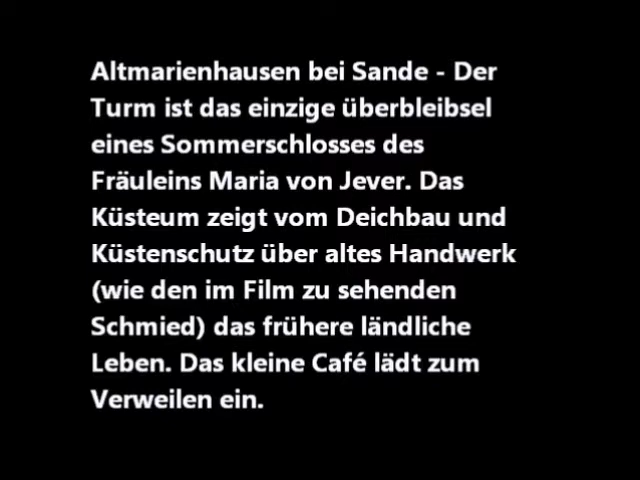 Altmarienhausen bei Sande - Der
Turm ist das einzige überbleibsel
eines Sommerschlosses des
Fräuleins Maria von Jever. Das
Küsteum zeigt vom Deichbau und
Küstenschutz über altes Handwerk
(wie den im Film zu sehenden
Schmied) das frühere ländliche
Leben. Das kleine Café lädt zum
Verweilen ein.